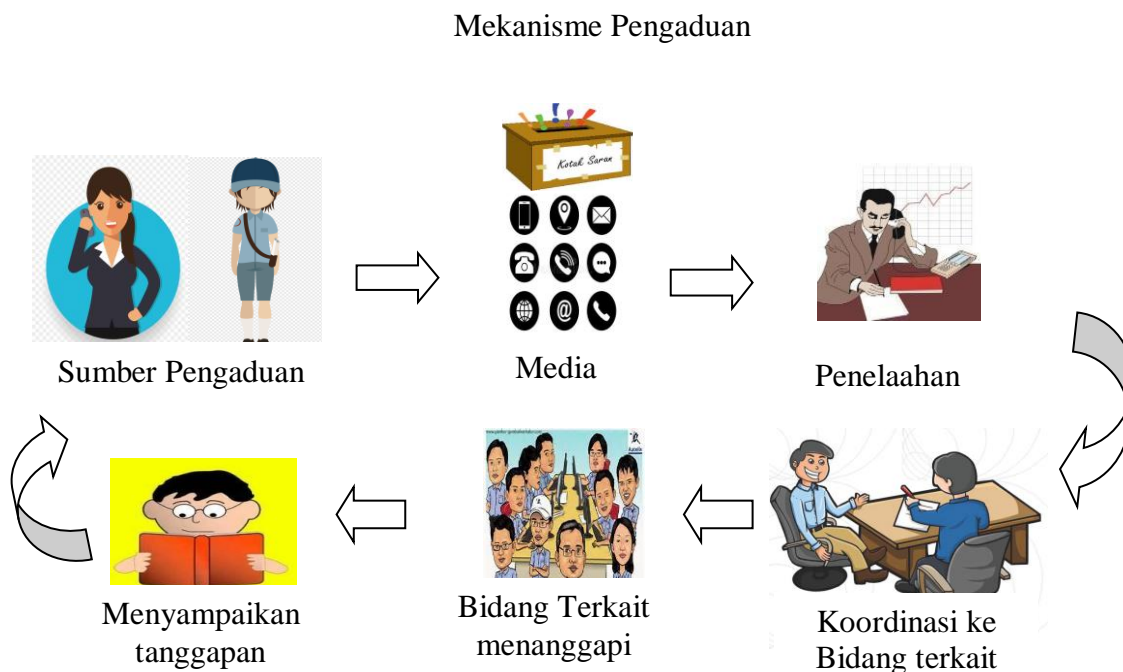 Mekanisme Pengaduan
Kotak Saran
@
Sumber Pengaduan
Media
Penelaahan
Menyampaikan
tanggapan
Bidang Terkait
menanggapi
Koordinasi ke
Bidang terkait